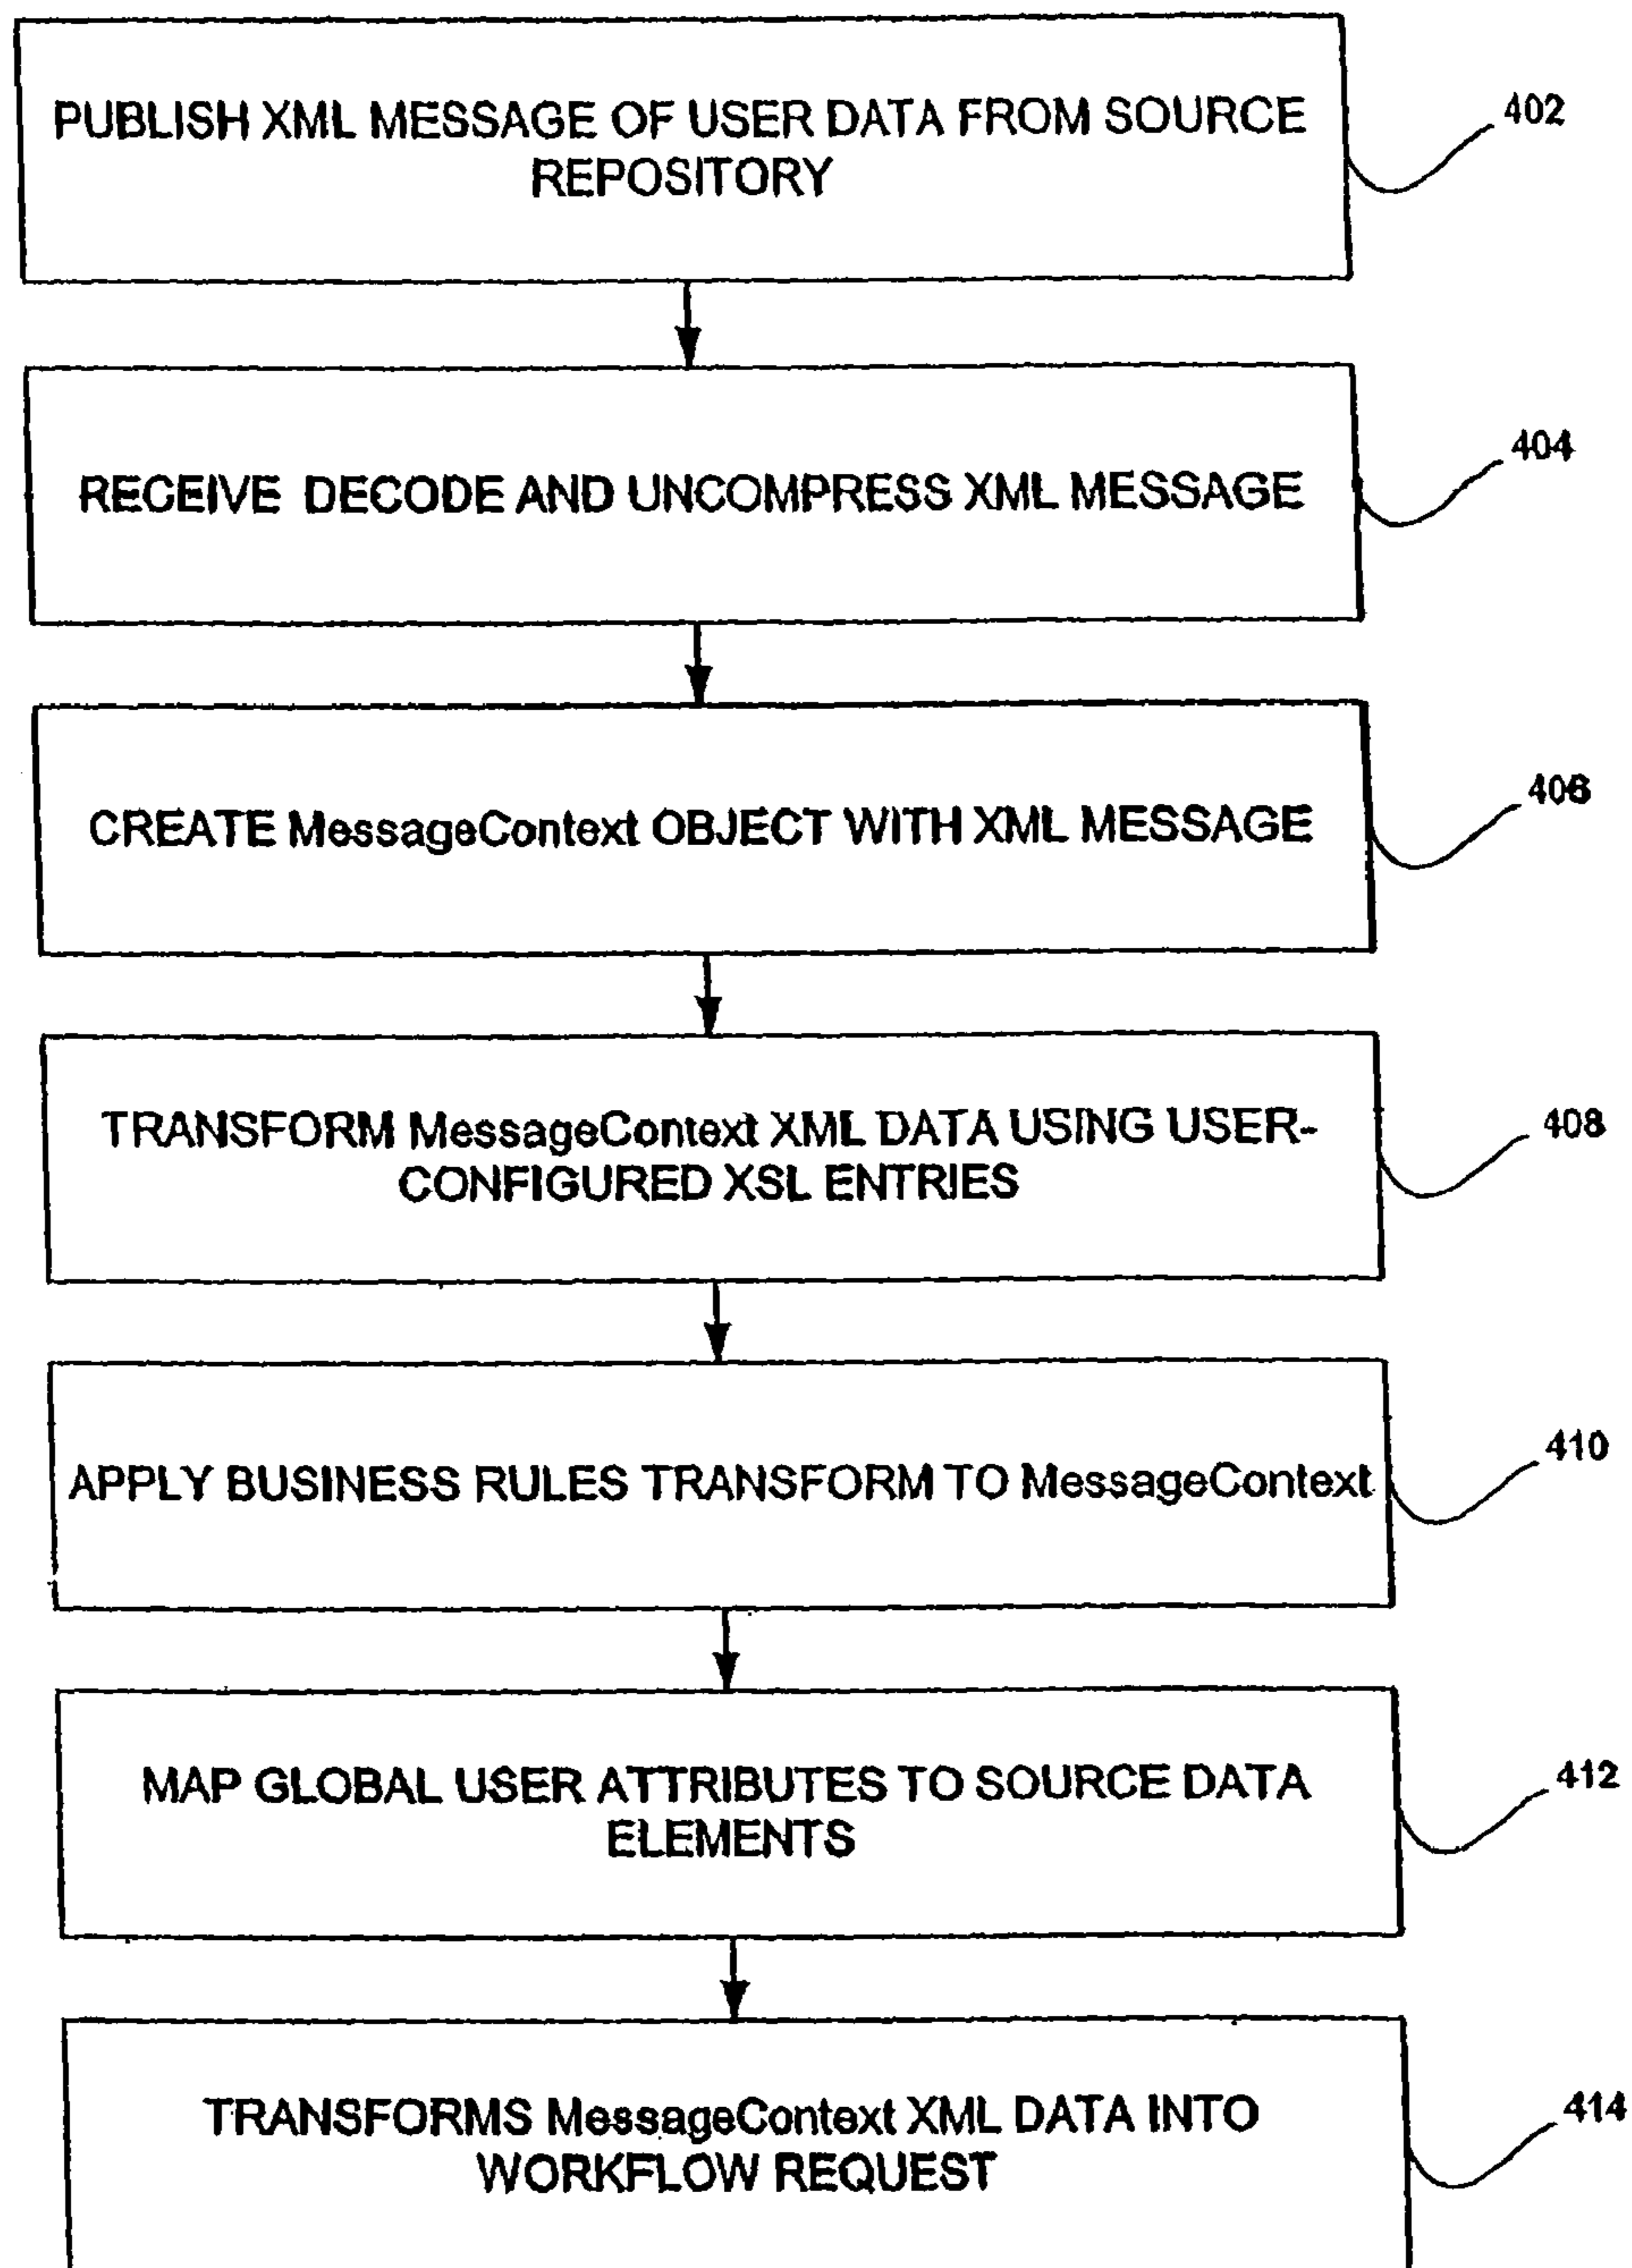 PUBLISH XML MESSAGE OF USER DATA FROM SOURCE
REPOSITORY
402
RECEIVE DECODE AND UNCOMPRESS XML MESSAGE
404
CREATE MessageContext OBJECT WITH XML MESSAGE
406
TRANSFORM MessageContext XML DATA USING USER-
CONFIGURED XSL ENTRIES
408
APPLY BUSINESS RULES TRANSFORM TO MessageContext
410
MAP GLOBAL USER ATTRIBUTES TO SOURCE DATA
ELEMENTS
412
TRANSFORMS MessageContext XML DATA INTO
WORKFLOW REQUEST
414